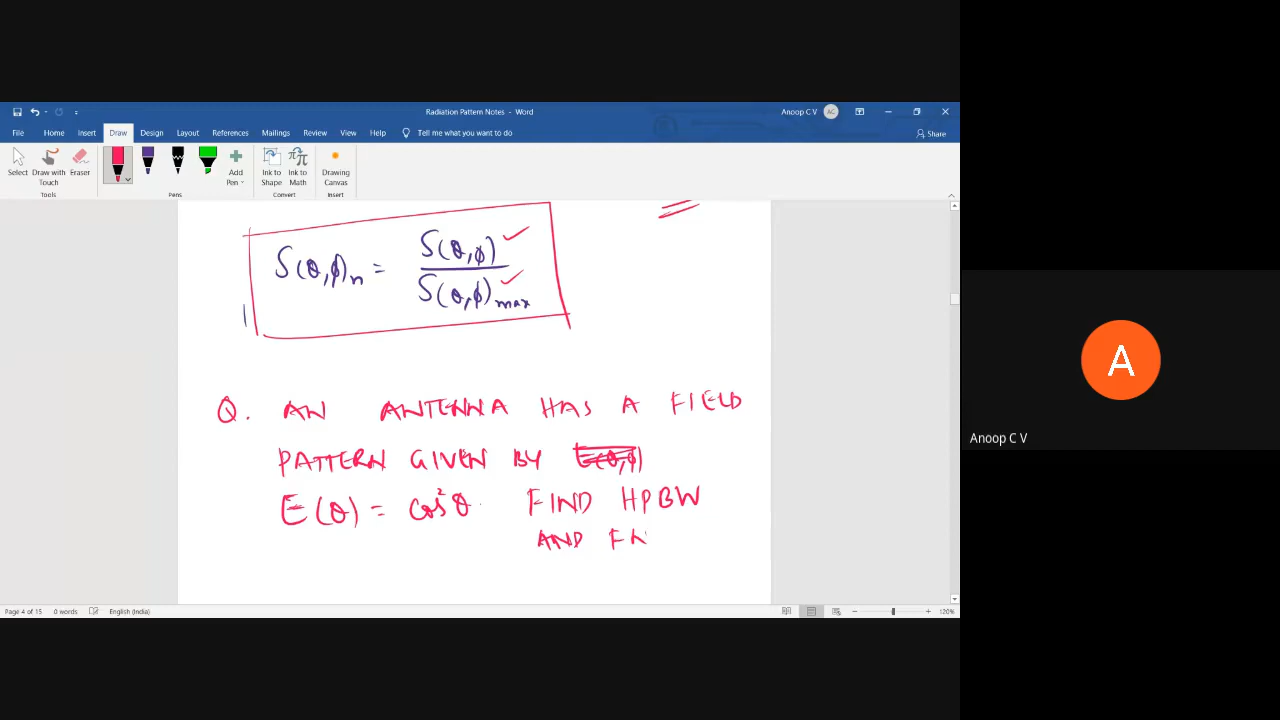 Radiation Pattern Notes - Word
Anoop C V
AC
File Home Insert Draw Design Layout References Mailings Review View Help Tell me what you want to do
Share
Select Draw with Touch Eraser Add Pen Ink to Shape Ink to Math Drawing Canvas
Tools Pens Convert Insert
S(θ,φ)n = S(θ,φ) / S(θ,φ)max
Q. AN ANTENNA HAS A FIELD
PATTERN GIVEN BY E(θ,φ)
E(θ) = cos²θ. FIND HPBW
AND FN
Page 4 of 15 0 words English (India) 120%
A
Anoop C V